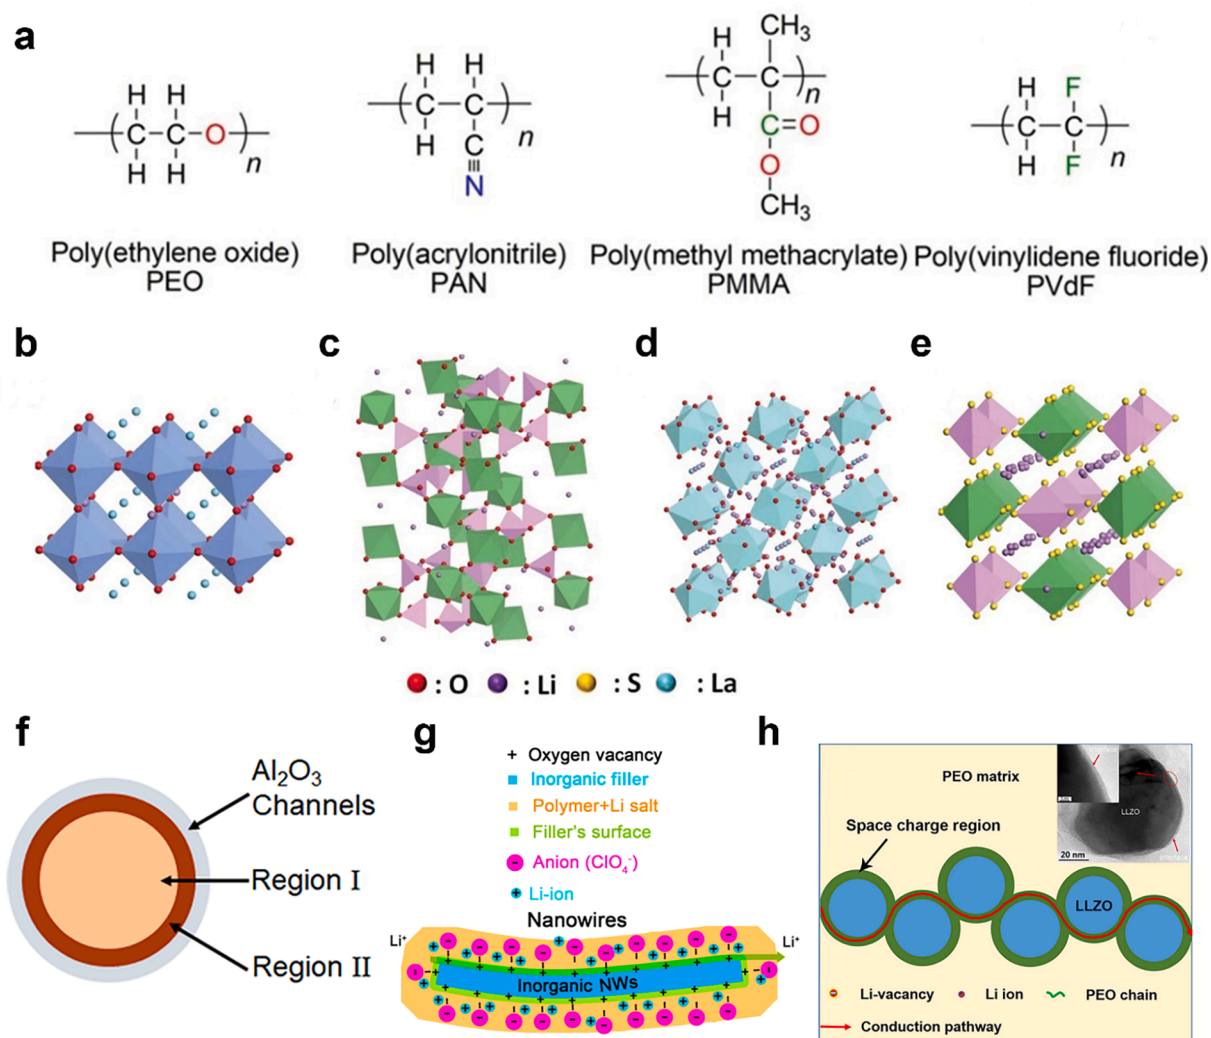 a
H H
C C O
H H
n
H H
C C
H C
N
n
H CH₃
C C
H
n
C=O
O
CH₃
H F
C C
H F
n
Poly(ethylene oxide)
PEO
Poly(acrylonitrile)
PAN
Poly(methyl methacrylate)
PMMA
Poly(vinylidene fluoride)
PVdF
b
c
d
e
: O
: Li
: S
: La
f
Al₂O₃
Channels
Region I
Region II
g
+ Oxygen vacancy
Inorganic filler
Polymer+Li salt
Filler's surface
Anion (ClO₄⁻)
Li-ion
Nanowires
Li⁺
Li⁺
Inorganic NWs
h
PEO matrix
Space charge region
LLZO
20 nm
LLZO
Li-vacancy
Li ion
PEO chain
Conduction pathway